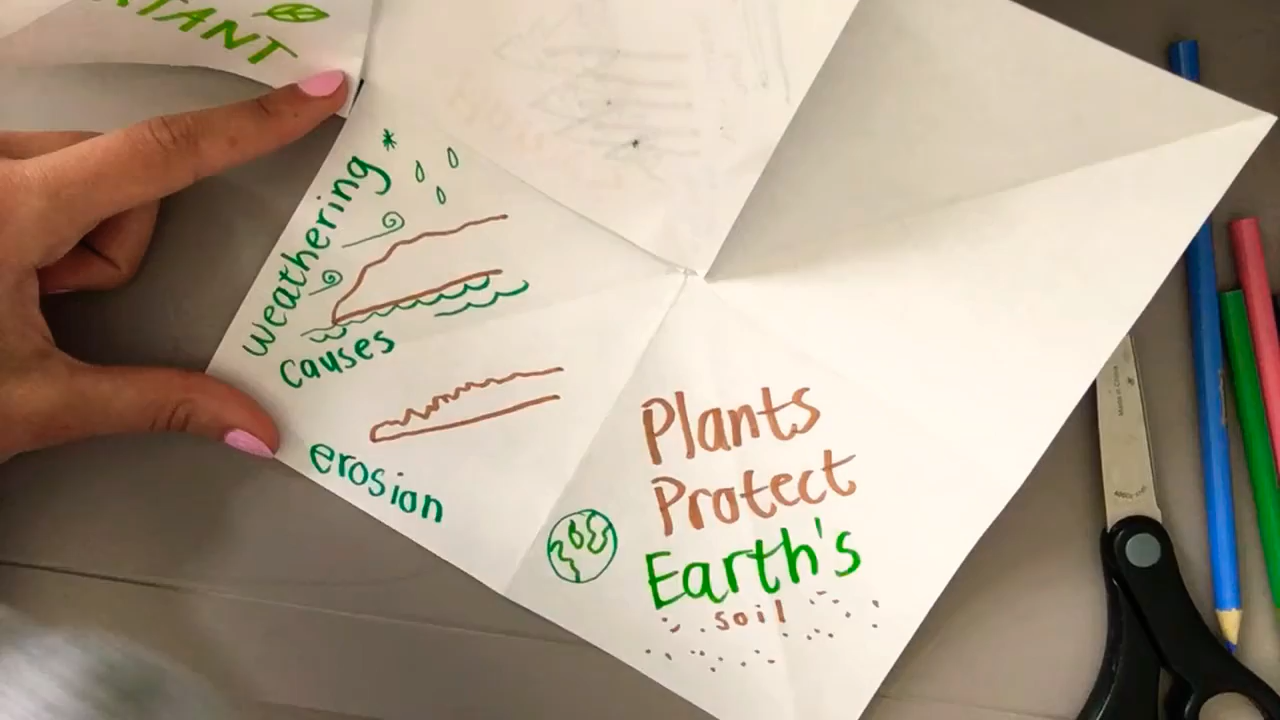 weathering*
causes
erosion
Plants
Protect
Earth's
soil